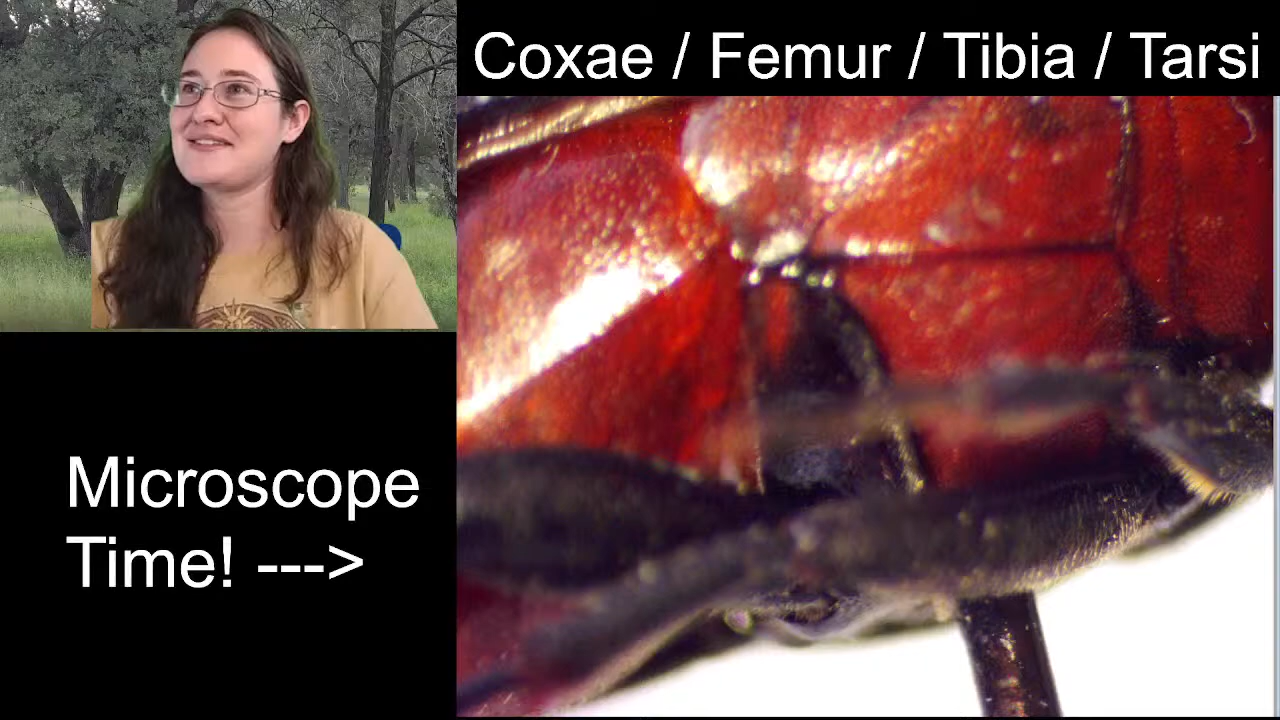 Coxae / Femur / Tibia / Tarsi
Microscope
Time! --->